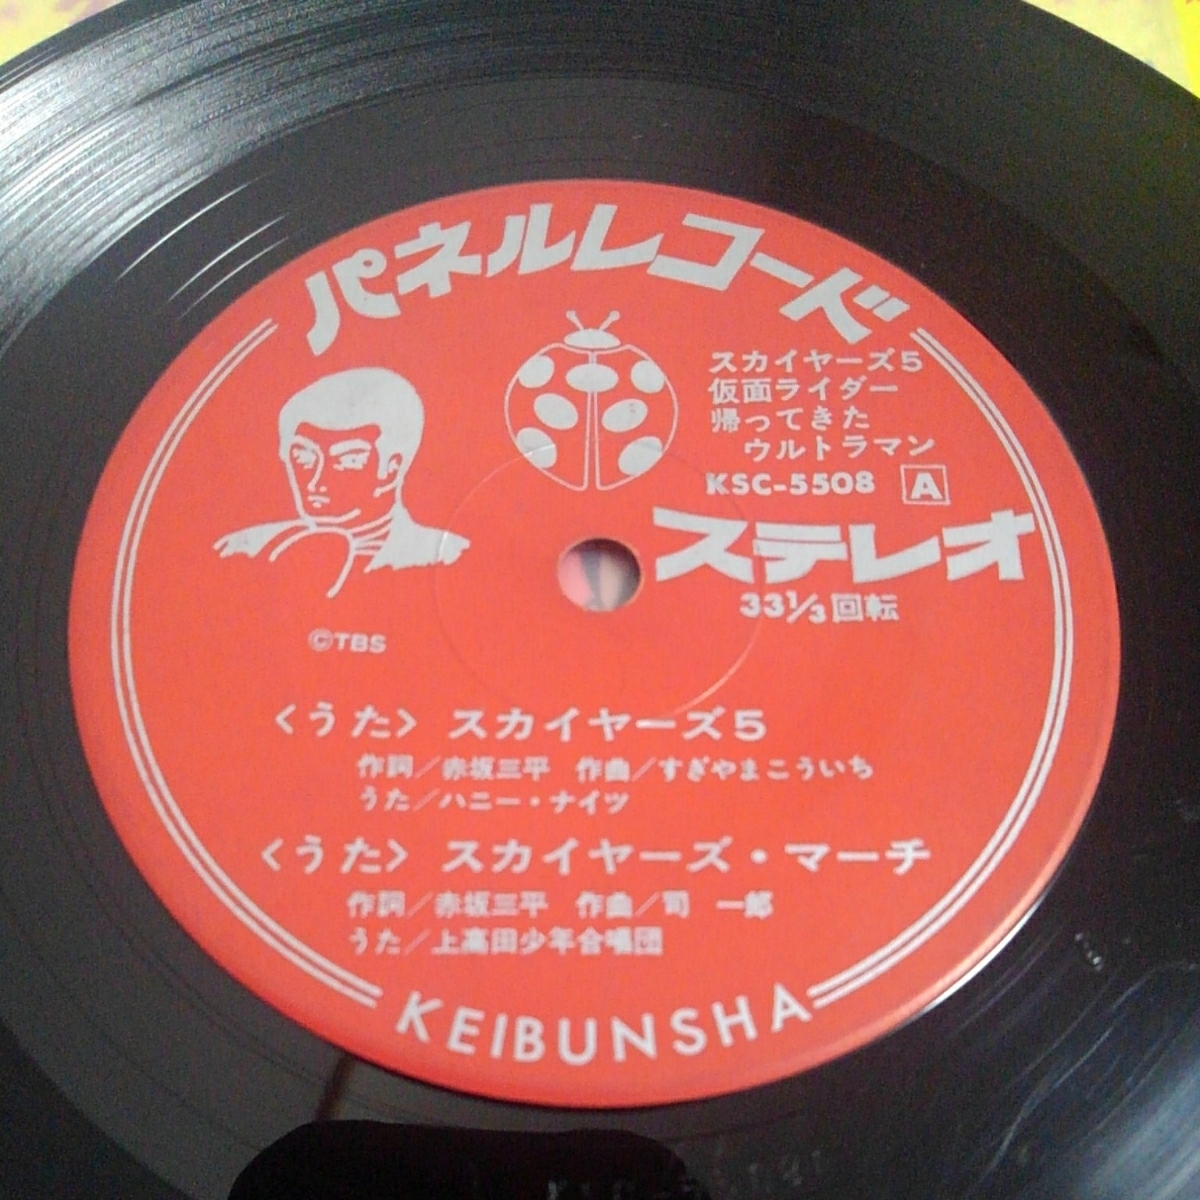 パネルレコード
スカイヤーズ5
仮面ライダー
帰ってきた
ウルトラマン
KSC-5508 A
ステレオ
33⅓回転
©TBS
〈うた〉 スカイヤーズ5
作詞/赤坂三平 作曲/すぎやまこういち
うた/ハニー・ナイツ
〈うた〉 スカイヤーズ・マーチ
作詞/赤坂三平 作曲/司 一郎
うた/上高田少年合唱団
KEIBUNSHA